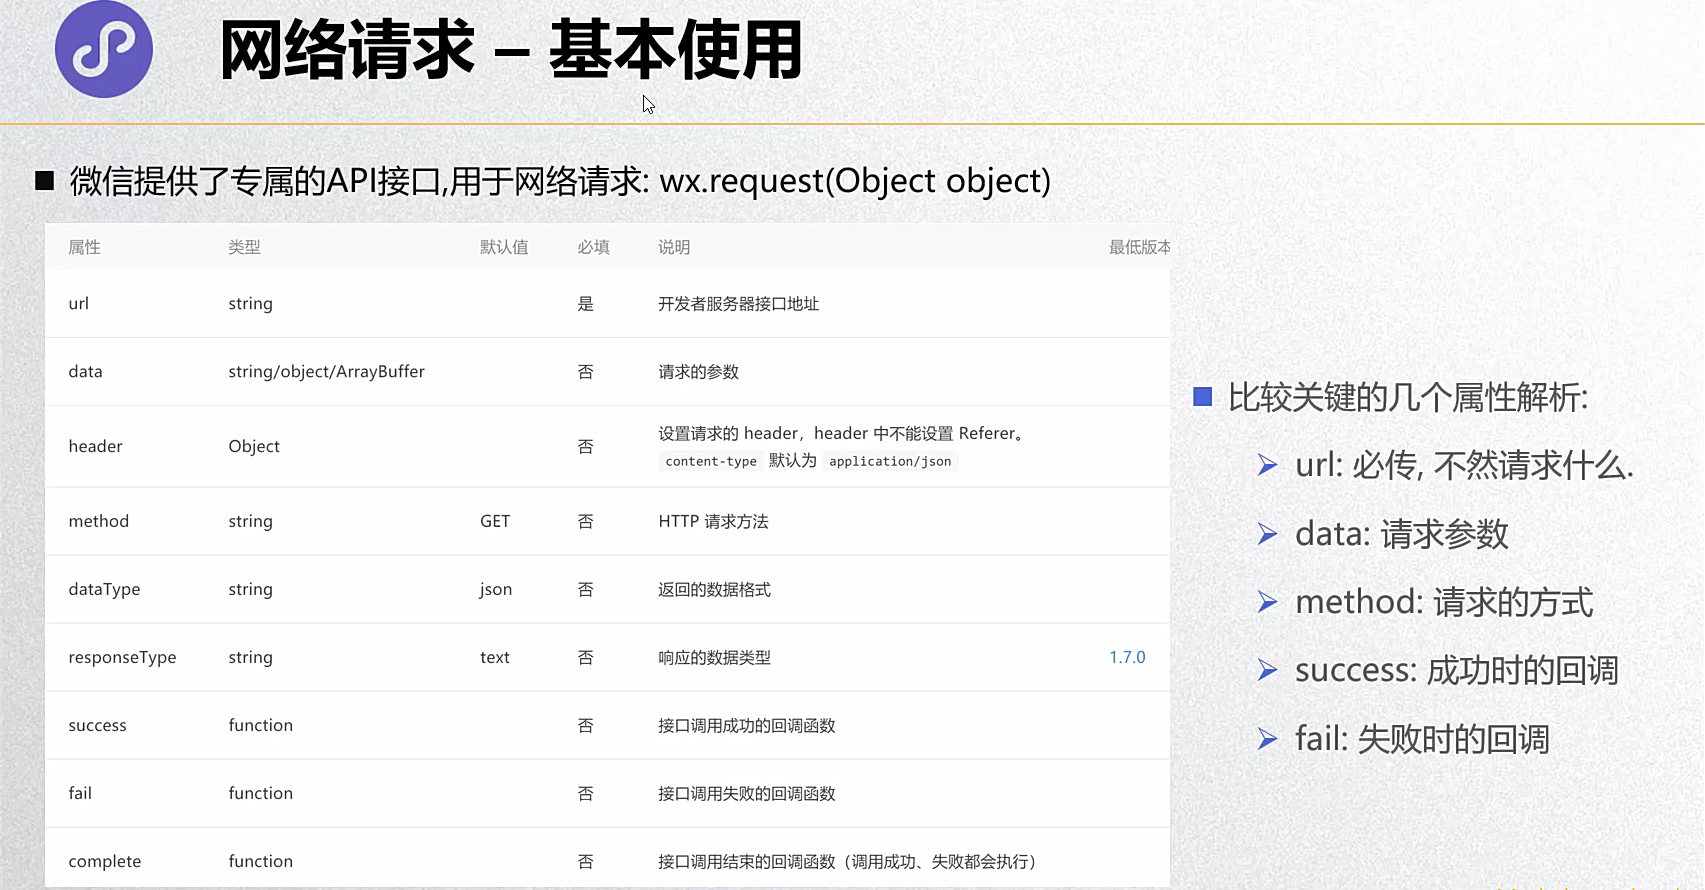 网络请求 – 基本使用
微信提供了专属的API接口,用于网络请求: wx.request(Object object)
属性 类型 默认值 必填 说明 最低版本
url string 是 开发者服务器接口地址
data string/object/ArrayBuffer 否 请求的参数
header Object 否 设置请求的 header，header 中不能设置 Referer。
content-type 默认为 application/json
method string GET 否 HTTP 请求方法
dataType string json 否 返回的数据格式
responseType string text 否 响应的数据类型 1.7.0
success function 否 接口调用成功的回调函数
fail function 否 接口调用失败的回调函数
complete function 否 接口调用结束的回调函数（调用成功、失败都会执行）
比较关键的几个属性解析:
url: 必传, 不然请求什么.
data: 请求参数
method: 请求的方式
success: 成功时的回调
fail: 失败时的回调